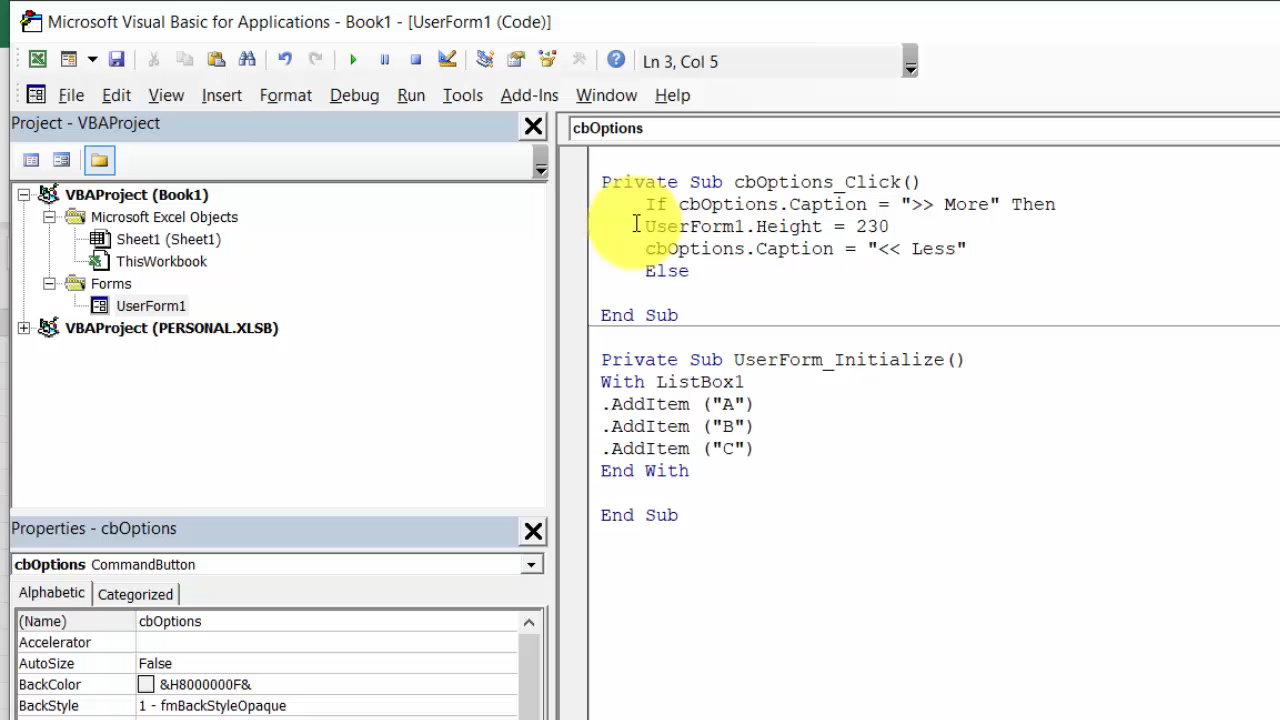 Microsoft Visual Basic for Applications - Book1 - [UserForm1 (Code)]
Ln 3, Col 5
File Edit View Insert Format Debug Run Tools Add-Ins Window Help
Project - VBAProject
VBAProject (Book1)
Microsoft Excel Objects
Sheet1 (Sheet1)
ThisWorkbook
Forms
UserForm1
VBAProject (PERSONAL.XLSB)
Properties - cbOptions
cbOptions CommandButton
Alphabetic Categorized
(Name) cbOptions
Accelerator
AutoSize False
BackColor &H8000000F&
BackStyle 1 - fmBackStyleOpaque
cbOptions
Private Sub cbOptions_Click()
If cbOptions.Caption = ">> More" Then
UserForm1.Height = 230
cbOptions.Caption = "<< Less"
Else
End Sub
Private Sub UserForm_Initialize()
With ListBox1
.AddItem ("A")
.AddItem ("B")
.AddItem ("C")
End With
End Sub